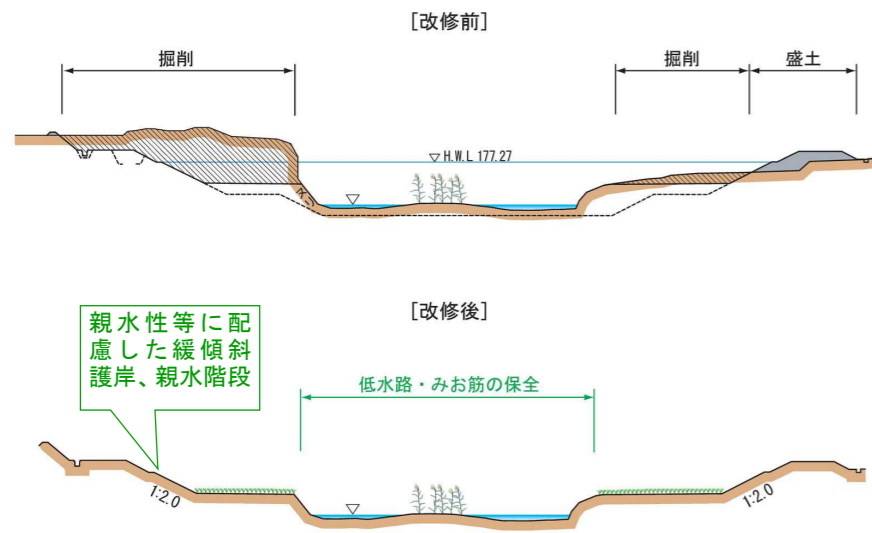 [改修前]
掘削
掘削
盛土
▽H.W.L 177.27
[改修後]
親水性等に配
慮した緩傾斜
護岸、親水階段
低水路・みお筋の保全
1:2.0
1:2.0